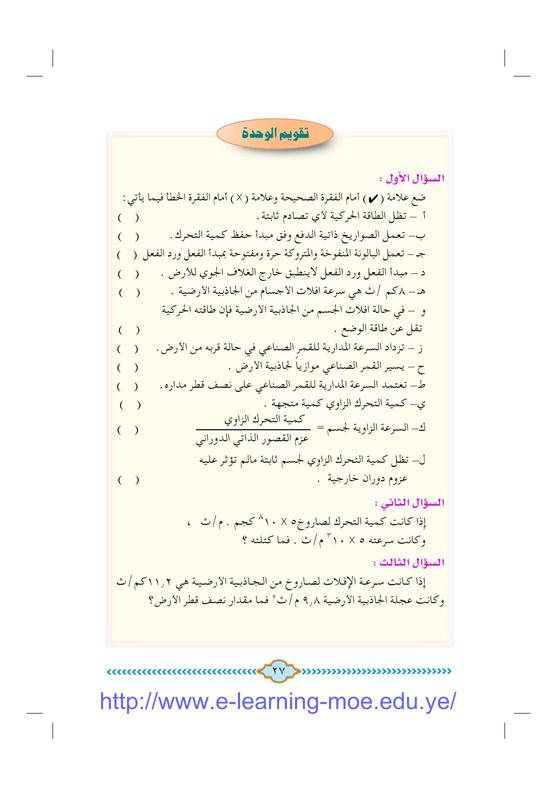 تقويم الوحدة
السؤال الأول :
ضع علامة (✔) أمام الفقرة الصحيحة وعلامة (X) أمام الفقرة الخطأ فيما يأتي :
أ – تظل الطاقة الحركية لأي تصادم ثابتة . ( )
ب– تعمل الصواريخ ذاتية الدفع وفق مبدأ حفظ كمية التحرك . ( )
جـ – تعمل البالونة المنفوخة والمتروكة حرة ومفتوحة بمبدأ الفعل ورد الفعل ( )
د – مبدأ الفعل ورد الفعل لاينطبق خارج الغلاف الجوي للأرض . ( )
هـ – ٨كم / ث هي سرعة افلات الأجسام من الجاذبية الأرضية . ( )
و – في حالة افلات الجسم من الجاذبية الأرضية فإن طاقته الحركية
تقل عن طاقة الوضع . ( )
ز – تزداد السرعة المدارية للقمر الصناعي في حالة قربه من الأرض . ( )
ح – يسير القمر الصناعي موازياً لجاذبية الأرض . ( )
ط– تعتمد السرعة المدارية للقمر الصناعي على نصف قطر مداره . ( )
ي– كمية التحرك الزاوي كمية متجهة . ( )
كمية التحرك الزاوي
ك– السرعة الزاوية لجسم = ( )
عزم القصور الذاتي الدوراني
ل– تظل كمية التحرك الزاوي لجسم ثابتة مالم تؤثر عليه
عزوم دوران خارجية . ( )
السؤال الثاني :
إذا كانت كمية التحرك لصاروخ٥ × ١٠^٨ كجم . م / ث ،
وكانت سرعته ٥ × ١٠^٣ م / ث . فما كتلته ؟
السؤال الثالث :
إذا كانت سرعة الإفلات لصاروخ من الجاذبية الأرضية هي ١١٫٢كم / ث
وكانت عجلة الجاذبية الأرضية ٩٫٨ م / ث^٢ فما مقدار نصف قطر الأرض؟
٢٧
http://www.e-learning-moe.edu.ye/